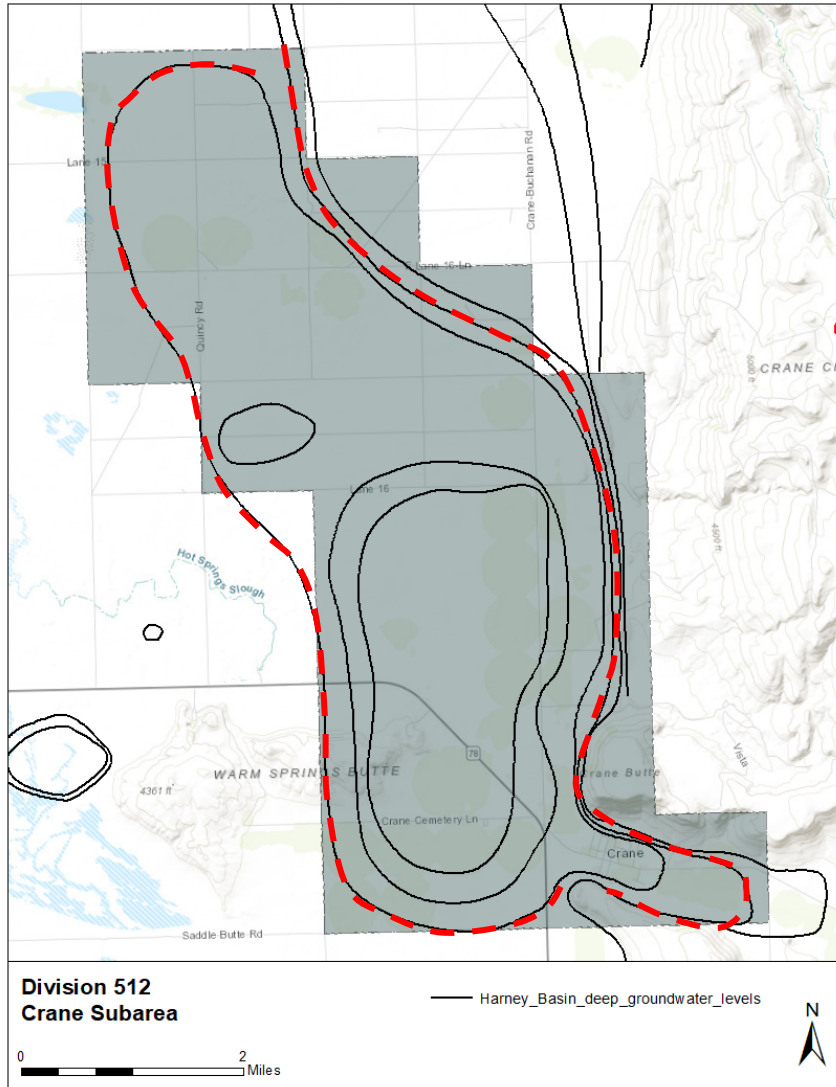 Lane 15
Crane-Buchanan Rd
Lane 16 Ln
Quincy Rd
5000 ft
Lane 16
4500 ft
Hot Springs Slough
78
WARM SPRINGS BUTTE
4361 ft
Vista
Crane Butte
Crane Cemetery Ln
Crane
Saddle Butte Rd
Division 512
Crane Subarea
Harney_Basin_deep_groundwater_levels
N
0 2
Miles